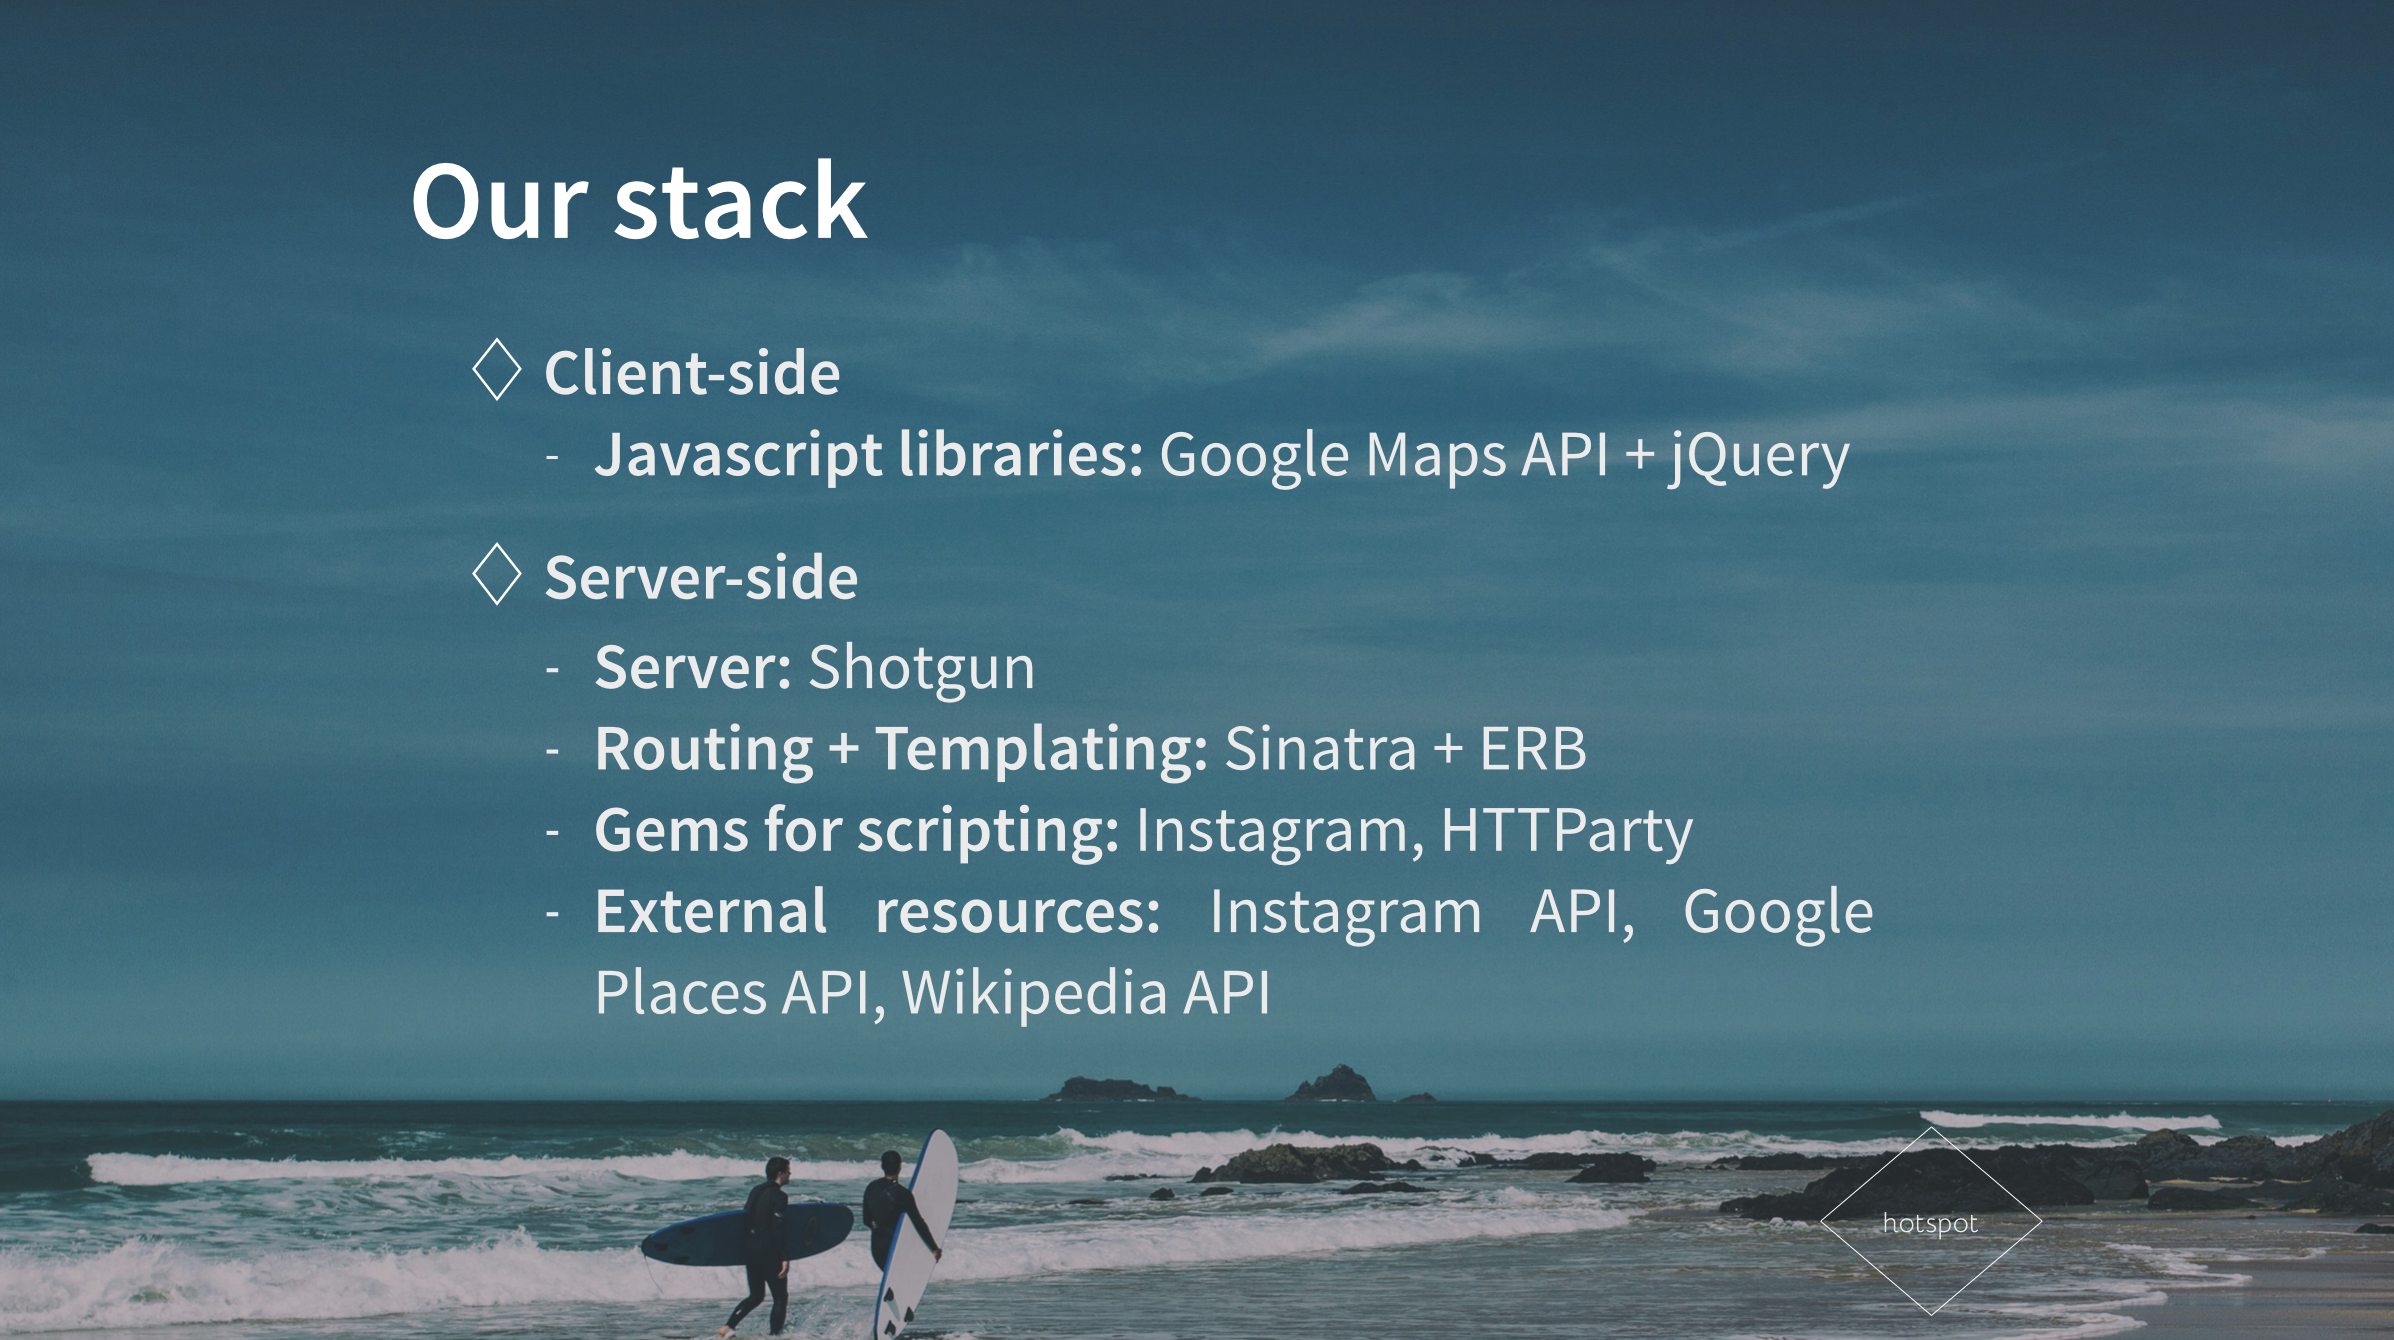 Our stack
◇ Client-side
- Javascript libraries: Google Maps API + jQuery
◇ Server-side
- Server: Shotgun
- Routing + Templating: Sinatra + ERB
- Gems for scripting: Instagram, HTTParty
- External resources: Instagram API, Google
Places API, Wikipedia API
hotspot